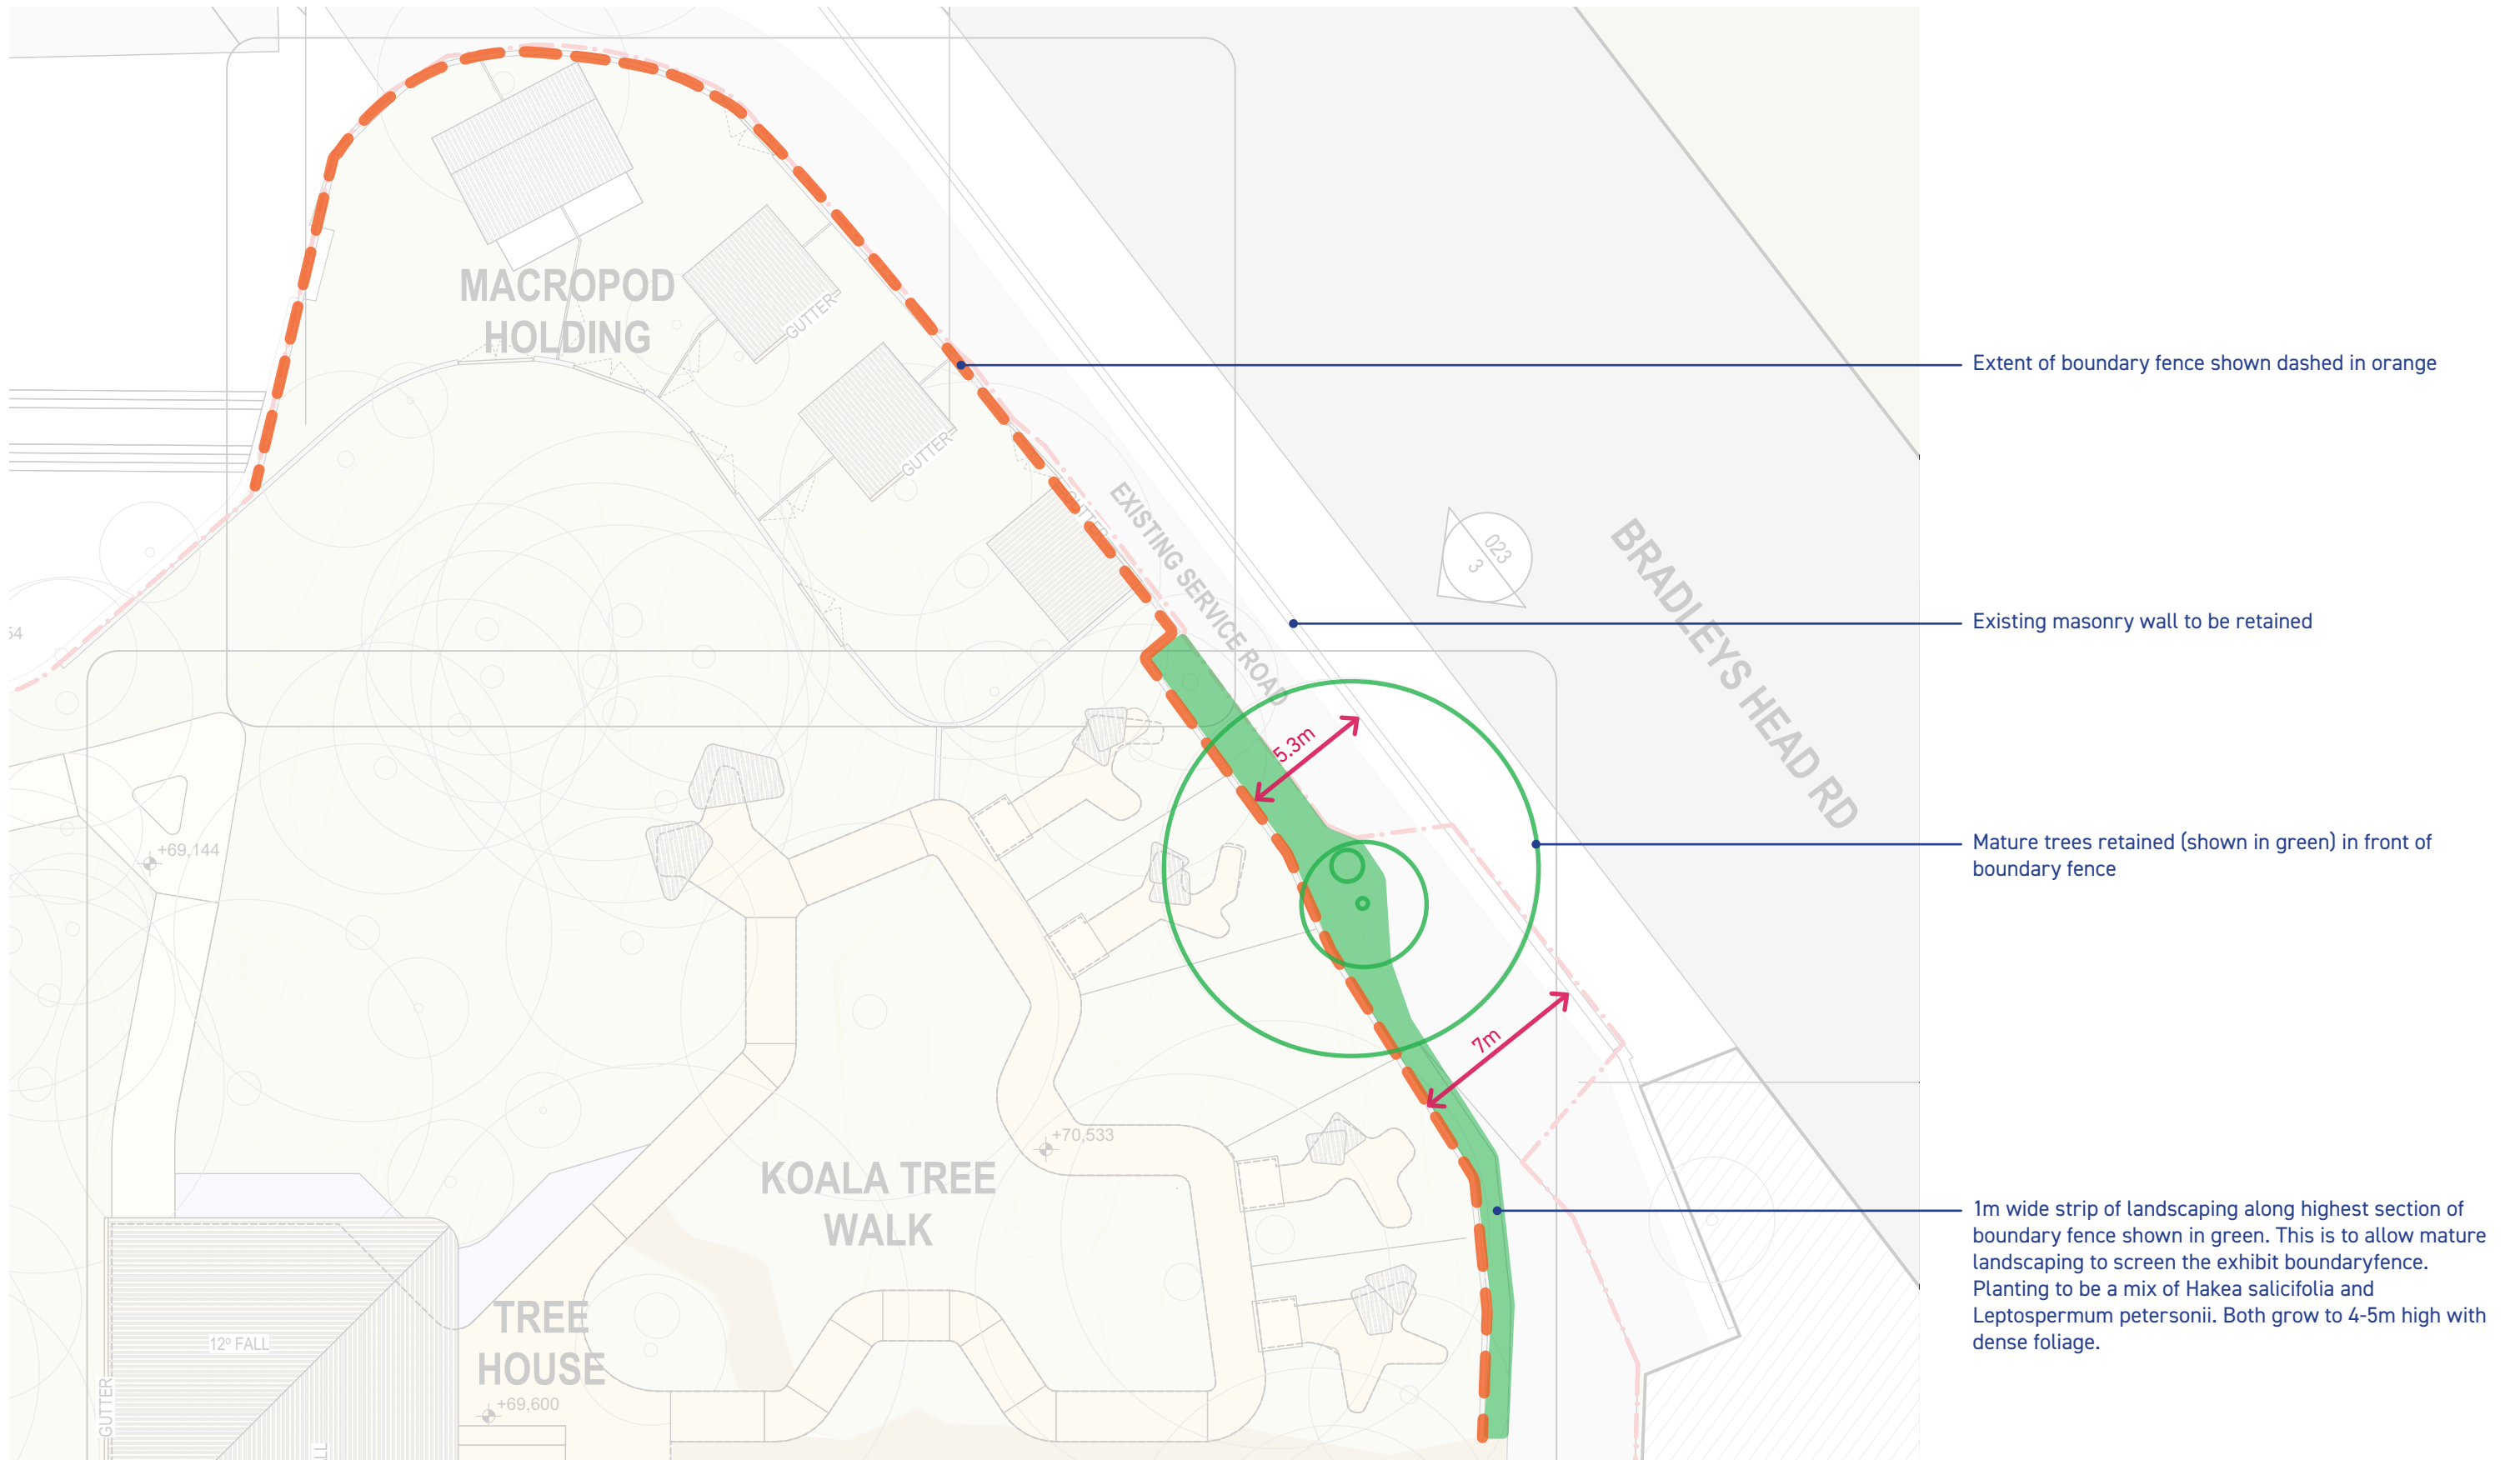 MACROPOD
HOLDING
GUTTER
GUTTER
GUTTER
EXISTING SERVICE ROAD
BRADLEYS HEAD RD
023
3
54
5.3m
7m
+69,144
+70,533
KOALA TREE
WALK
TREE
HOUSE
+69,600
12º FALL
GUTTER
Extent of boundary fence shown dashed in orange
Existing masonry wall to be retained
Mature trees retained (shown in green) in front of
boundary fence
1m wide strip of landscaping along highest section of
boundary fence shown in green. This is to allow mature
landscaping to screen the exhibit boundaryfence.
Planting to be a mix of Hakea salicifolia and
Leptospermum petersonii. Both grow to 4-5m high with
dense foliage.